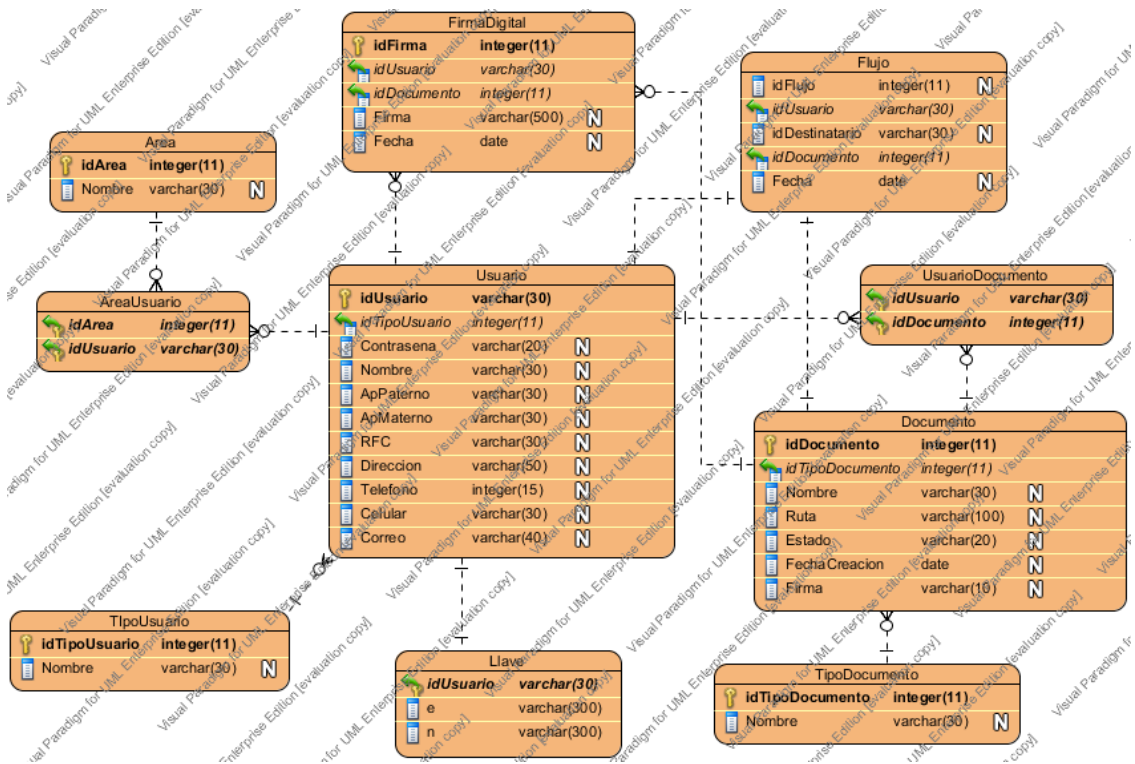 FirmaDigital
idFirma integer(11)
idUsuario varchar(30)
idDocumento integer(11)
Firma varchar(500) N
Fecha date N
Flujo
idFlujo integer(11) N
idUsuario varchar(30)
idDestinatario varchar(30) N
idDocumento integer(11)
Fecha date N
Area
idArea integer(11)
Nombre varchar(30) N
AreaUsuario
idArea integer(11)
idUsuario varchar(30)
Usuario
idUsuario varchar(30)
idTipoUsuario integer(11)
Contrasena varchar(20) N
Nombre varchar(30) N
ApPaterno varchar(30) N
ApMaterno varchar(30) N
RFC varchar(30) N
Direccion varchar(50) N
Telefono integer(15) N
Celular varchar(30) N
Correo varchar(40) N
UsuarioDocumento
idUsuario varchar(30)
idDocumento integer(11)
Documento
idDocumento integer(11)
idTipoDocumento integer(11)
Nombre varchar(30) N
Ruta varchar(100) N
Estado varchar(20) N
FechaCreacion date N
Firma varchar(10) N
TIpoUsuario
idTipoUsuario integer(11)
Nombre varchar(30) N
Llave
idUsuario varchar(30)
e varchar(300)
n varchar(300)
TipoDocumento
idTipoDocumento integer(11)
Nombre varchar(30) N
Visual Paradigm for UML Enterprise Edition [evaluation copy]